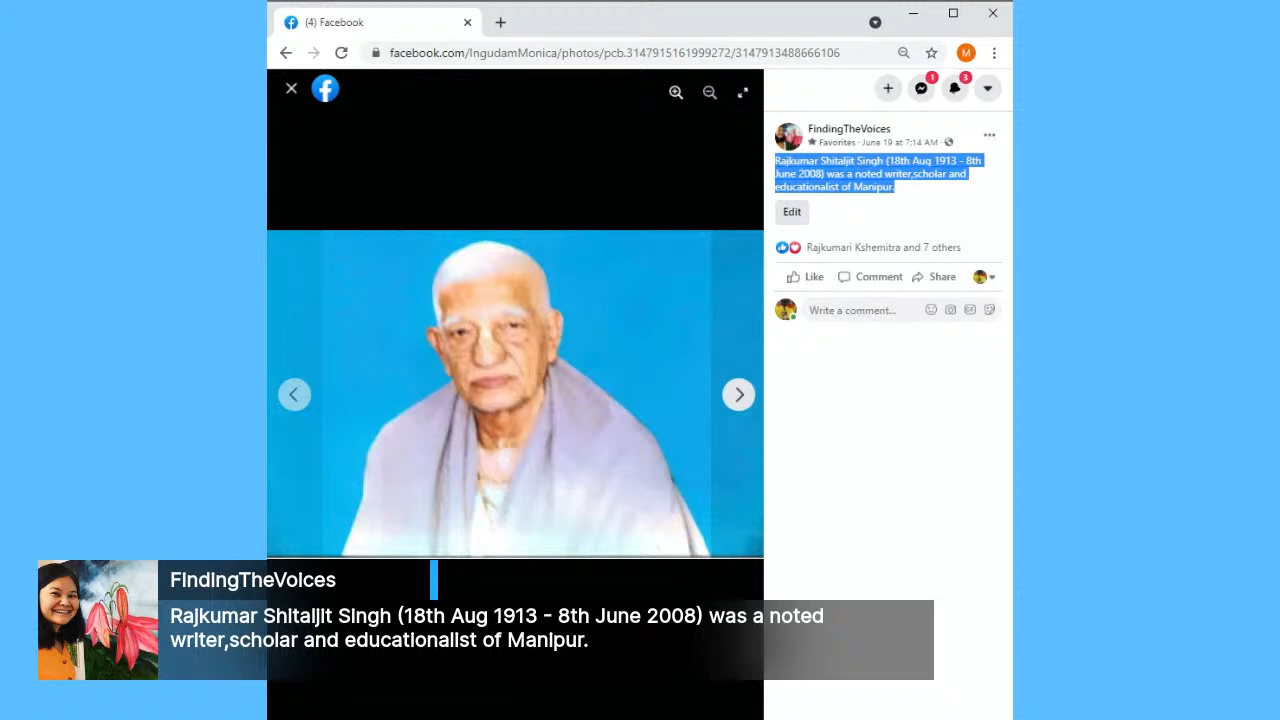 (4) Facebook
facebook.com/IngudamMonica/photos/pcb.3147915161999272/3147913488666106
M
1
3
FindingTheVoices
Favorites · June 19 at 7:14 AM ·
Rajkumar Shitaljit Singh (18th Aug 1913 - 8th
June 2008) was a noted writer,scholar and
educationalist of Manipur.
Edit
Rajkumari Kshemitra and 7 others
Like
Comment
Share
Write a comment...
FindingTheVoices
Rajkumar Shitaljit Singh (18th Aug 1913 - 8th June 2008) was a noted
writer,scholar and educationalist of Manipur.